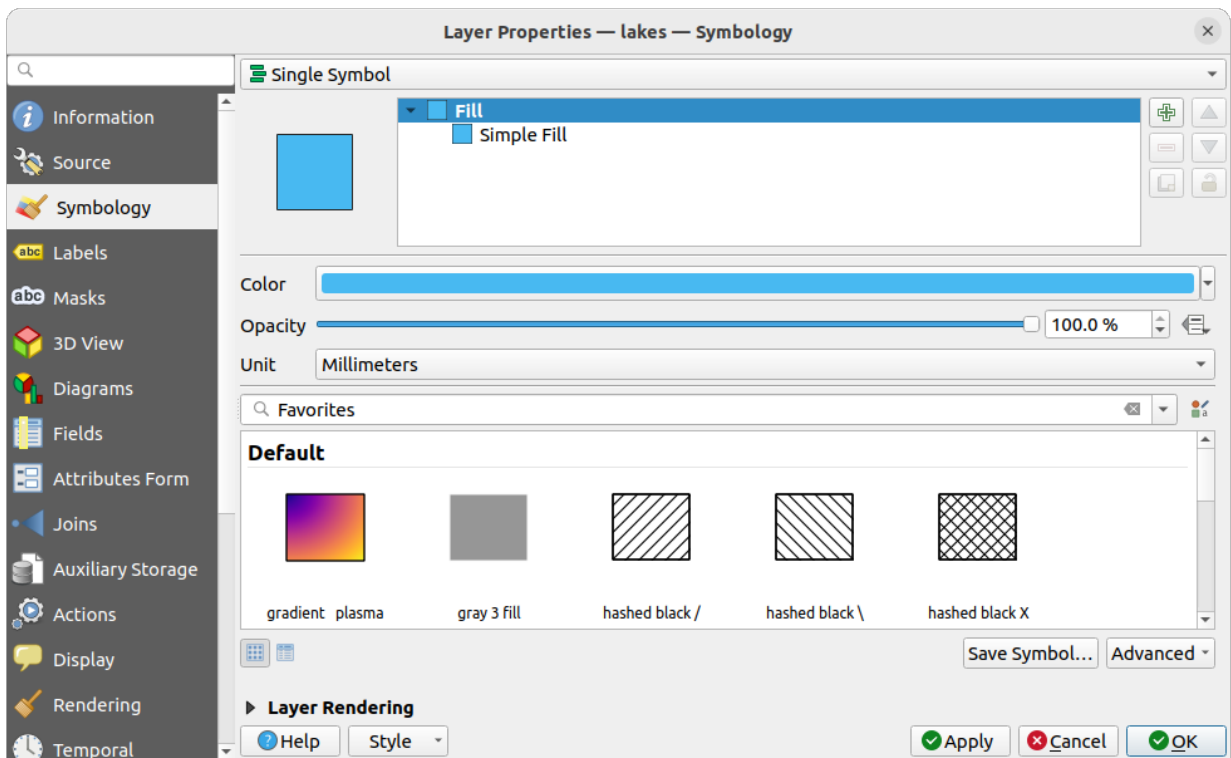 Layer Properties — lakes — Symbology
Information
Source
Symbology
abc Labels
abc Masks
3D View
Diagrams
Fields
Attributes Form
Joins
Auxiliary Storage
Actions
Display
Rendering
Temporal
Single Symbol
Fill
Simple Fill
Color
Opacity 100.0 %
Unit Millimeters
Favorites
Default
gradient plasma gray 3 fill hashed black / hashed black \ hashed black X
Save Symbol... Advanced
Layer Rendering
Help Style Apply Cancel OK